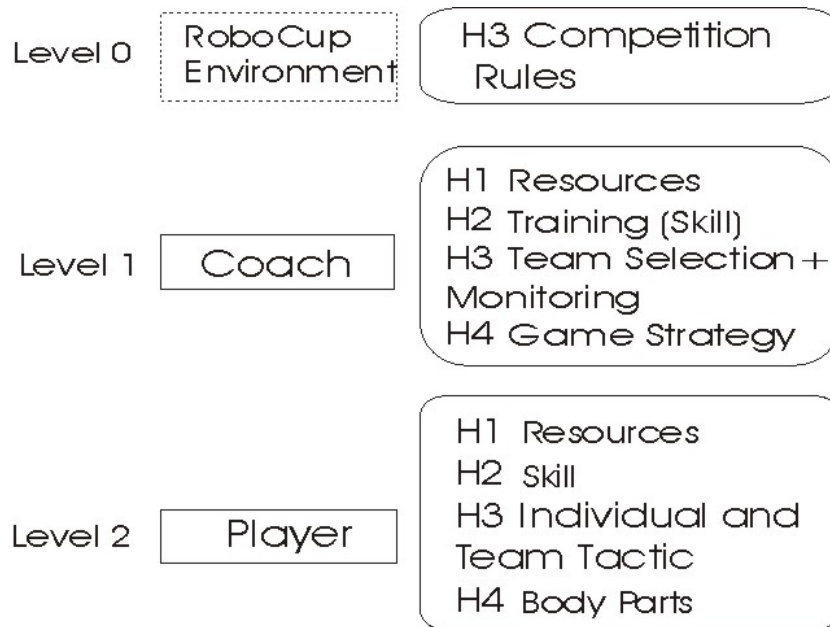 Level 0
RoboCup
Environment
H3 Competition
Rules
Level 1
Coach
H1 Resources
H2 Training (Skill)
H3 Team Selection +
Monitoring
H4 Game Strategy
Level 2
Player
H1 Resources
H2 Skill
H3 Individual and
Team Tactic
H4 Body Parts